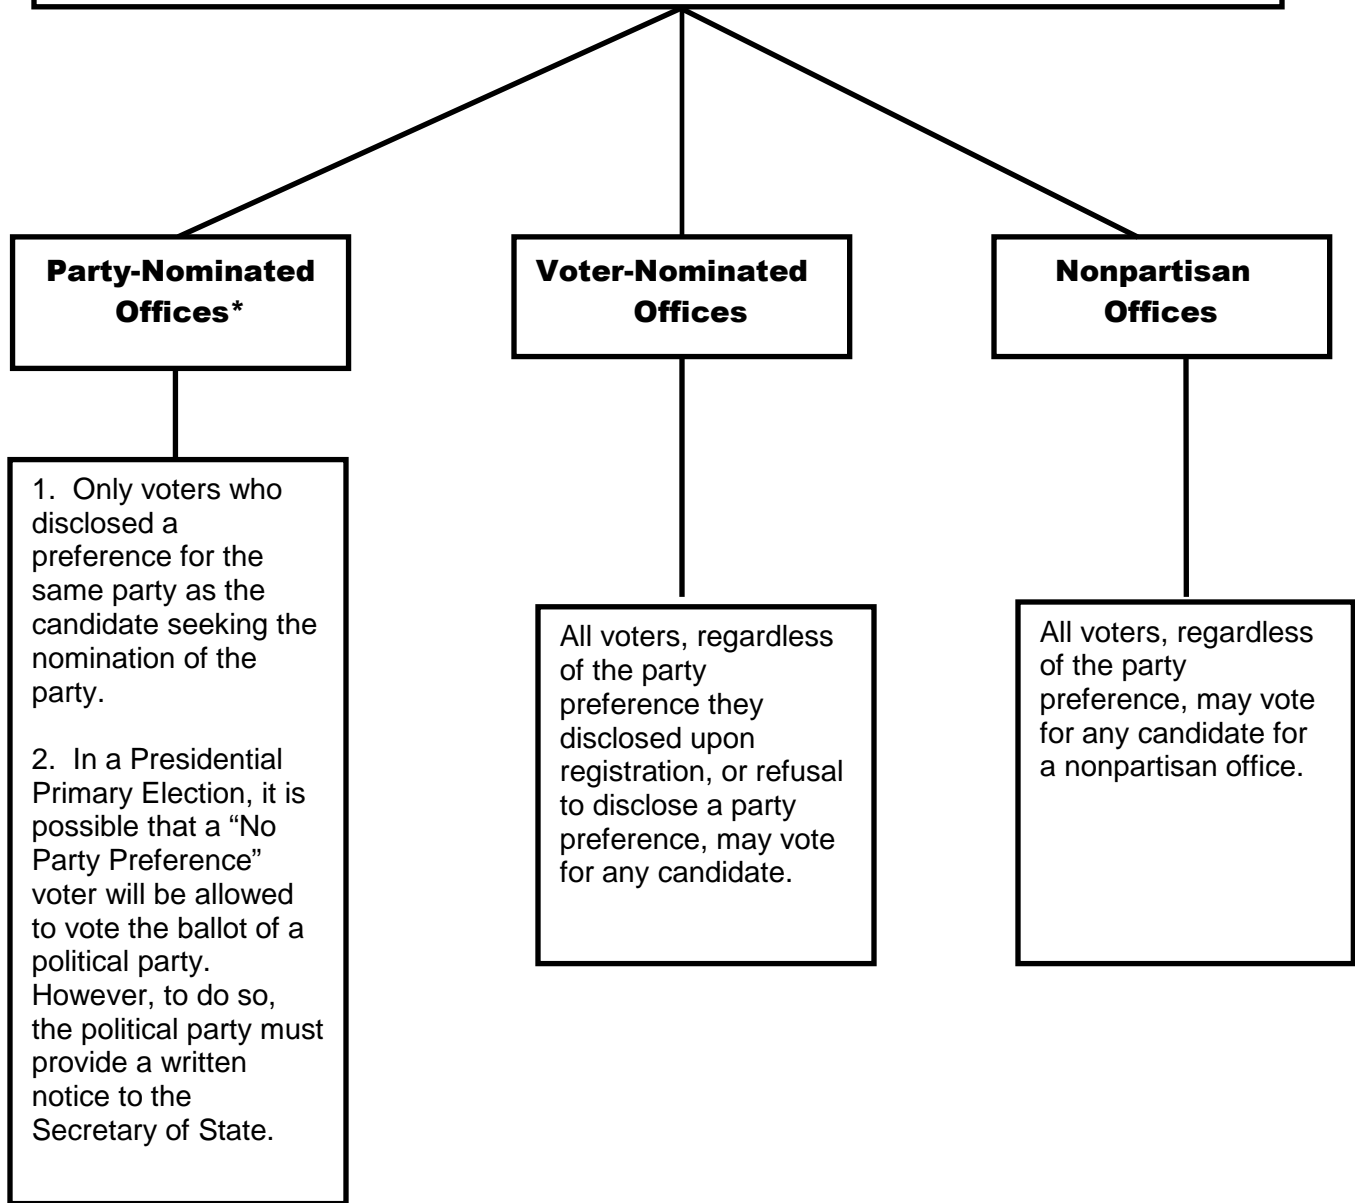 Party-Nominated
Offices*
Voter-Nominated
Offices
Nonpartisan
Offices
1. Only voters who
disclosed a
preference for the
same party as the
candidate seeking the
nomination of the
party.
2. In a Presidential
Primary Election, it is
possible that a “No
Party Preference”
voter will be allowed
to vote the ballot of a
political party.
However, to do so,
the political party must
provide a written
notice to the
Secretary of State.
All voters, regardless
of the party
preference they
disclosed upon
registration, or refusal
to disclose a party
preference, may vote
for any candidate.
All voters, regardless
of the party
preference, may vote
for any candidate for
a nonpartisan office.